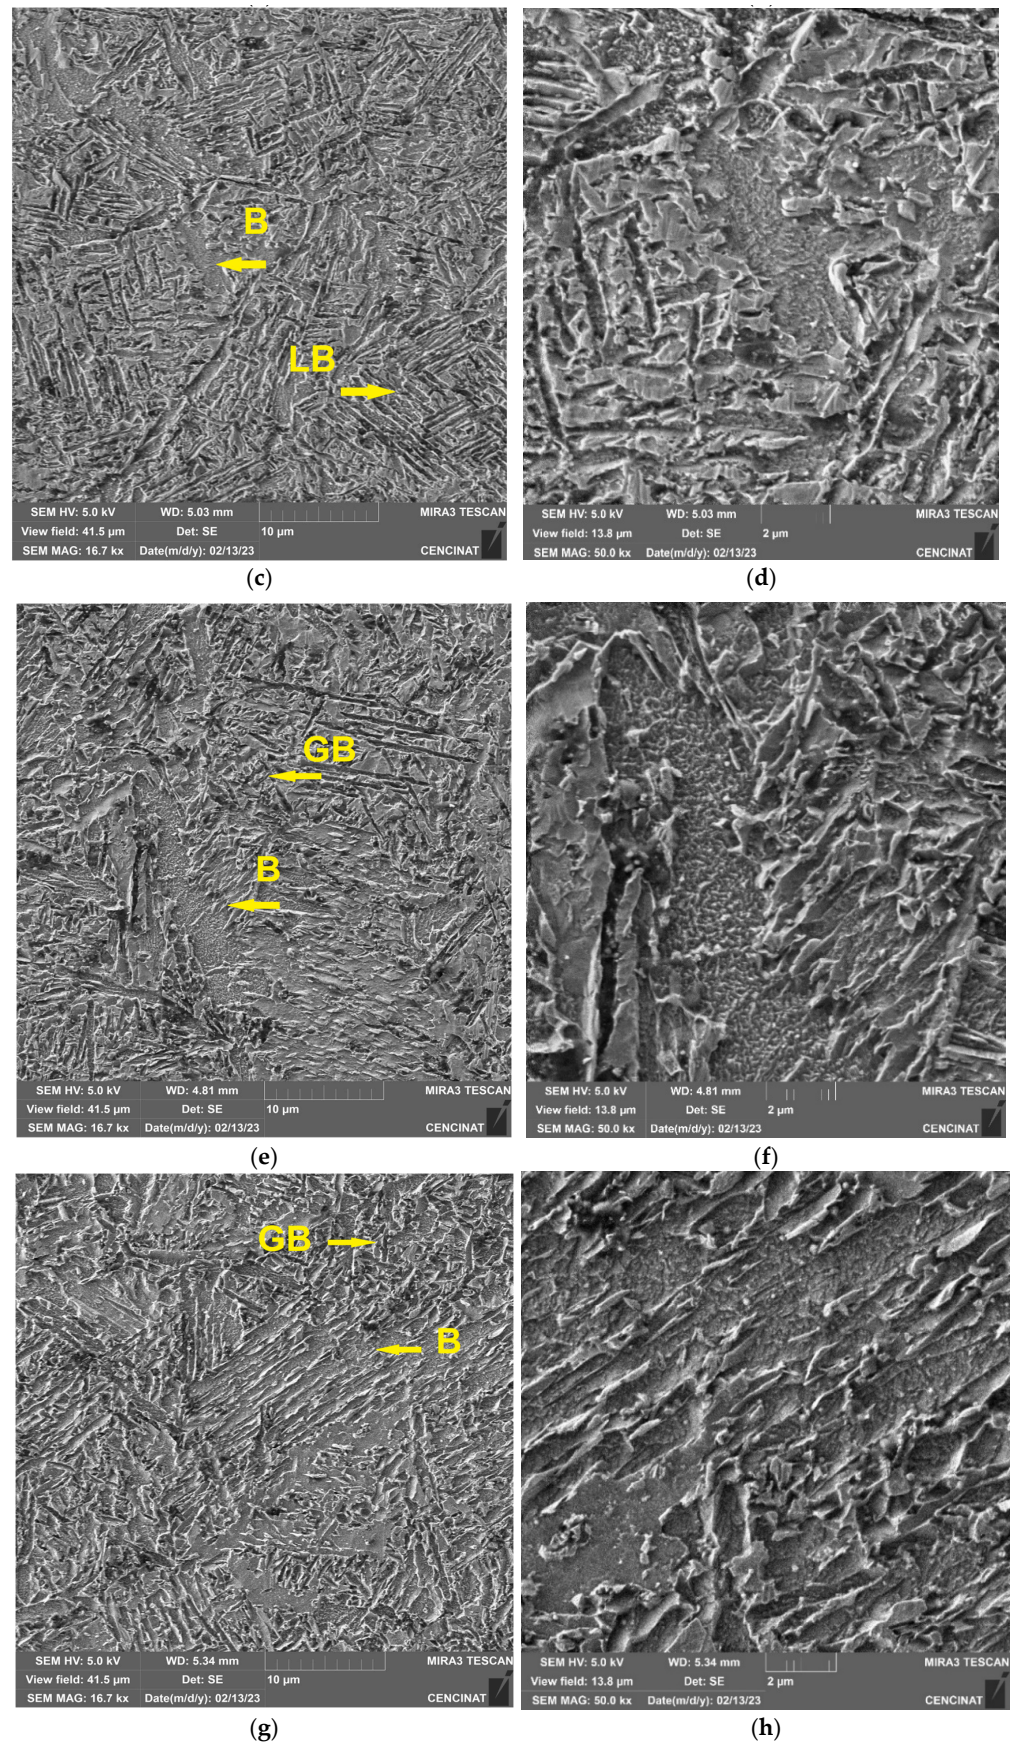 B
LB
SEM HV: 5.0 kV WD: 5.03 mm MIRA3 TESCAN
View field: 41.5 µm Det: SE 10 µm
SEM MAG: 16.7 kx Date(m/d/y): 02/13/23 CENCINAT
SEM HV: 5.0 kV WD: 5.03 mm MIRA3 TESCAN
View field: 13.8 µm Det: SE 2 µm
SEM MAG: 50.0 kx Date(m/d/y): 02/13/23 CENCINAT
(c) (d)
GB
B
SEM HV: 5.0 kV WD: 4.81 mm MIRA3 TESCAN
View field: 41.5 µm Det: SE 10 µm
SEM MAG: 16.7 kx Date(m/d/y): 02/13/23 CENCINAT
SEM HV: 5.0 kV WD: 4.81 mm MIRA3 TESCAN
View field: 13.8 µm Det: SE 2 µm
SEM MAG: 50.0 kx Date(m/d/y): 02/13/23 CENCINAT
(e) (f)
GB
B
SEM HV: 5.0 kV WD: 5.34 mm MIRA3 TESCAN
View field: 41.5 µm Det: SE 10 µm
SEM MAG: 16.7 kx Date(m/d/y): 02/13/23 CENCINAT
SEM HV: 5.0 kV WD: 5.34 mm MIRA3 TESCAN
View field: 13.8 µm Det: SE 2 µm
SEM MAG: 50.0 kx Date(m/d/y): 02/13/23 CENCINAT
(g) (h)